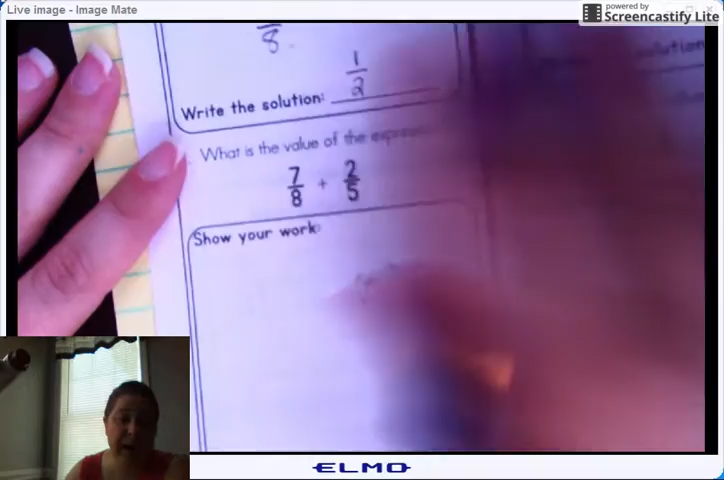 Live image - Image Mate
powered by
Screencastify Lite
8
Write the solution: 1/2
What is the value of the
7/8 + 2/5
Show your work
ELMO